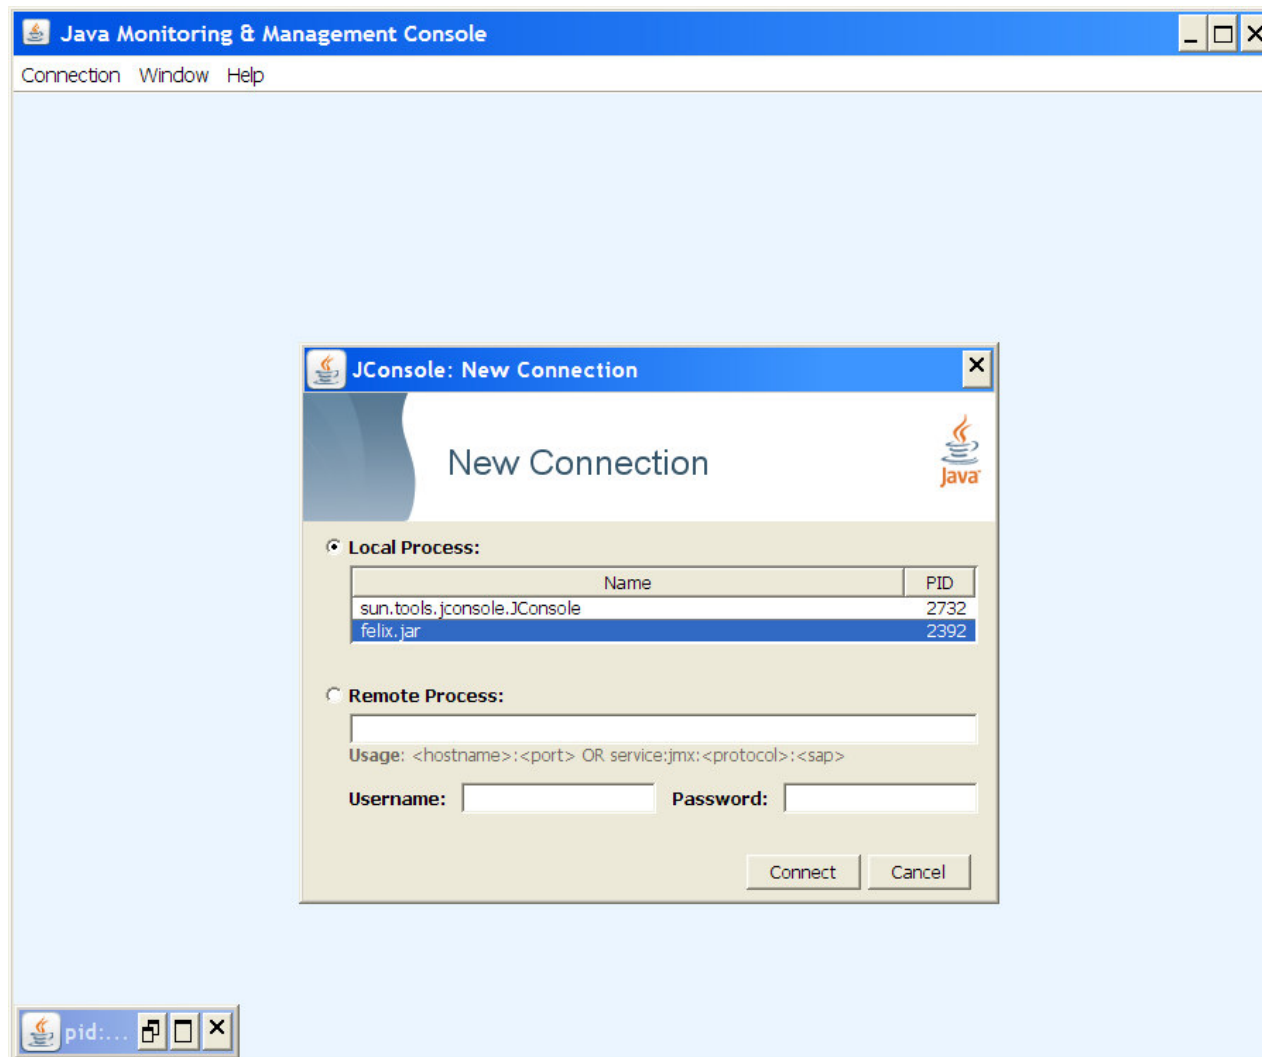 Java Monitoring & Management Console
Connection Window Help
JConsole: New Connection
New Connection
Java
Local Process:
Name PID
sun.tools.jconsole.JConsole 2732
felix.jar 2392
Remote Process:
Usage: <hostname>:<port> OR service:jmx:<protocol>:<sap>
Username: Password:
Connect Cancel
pid:...